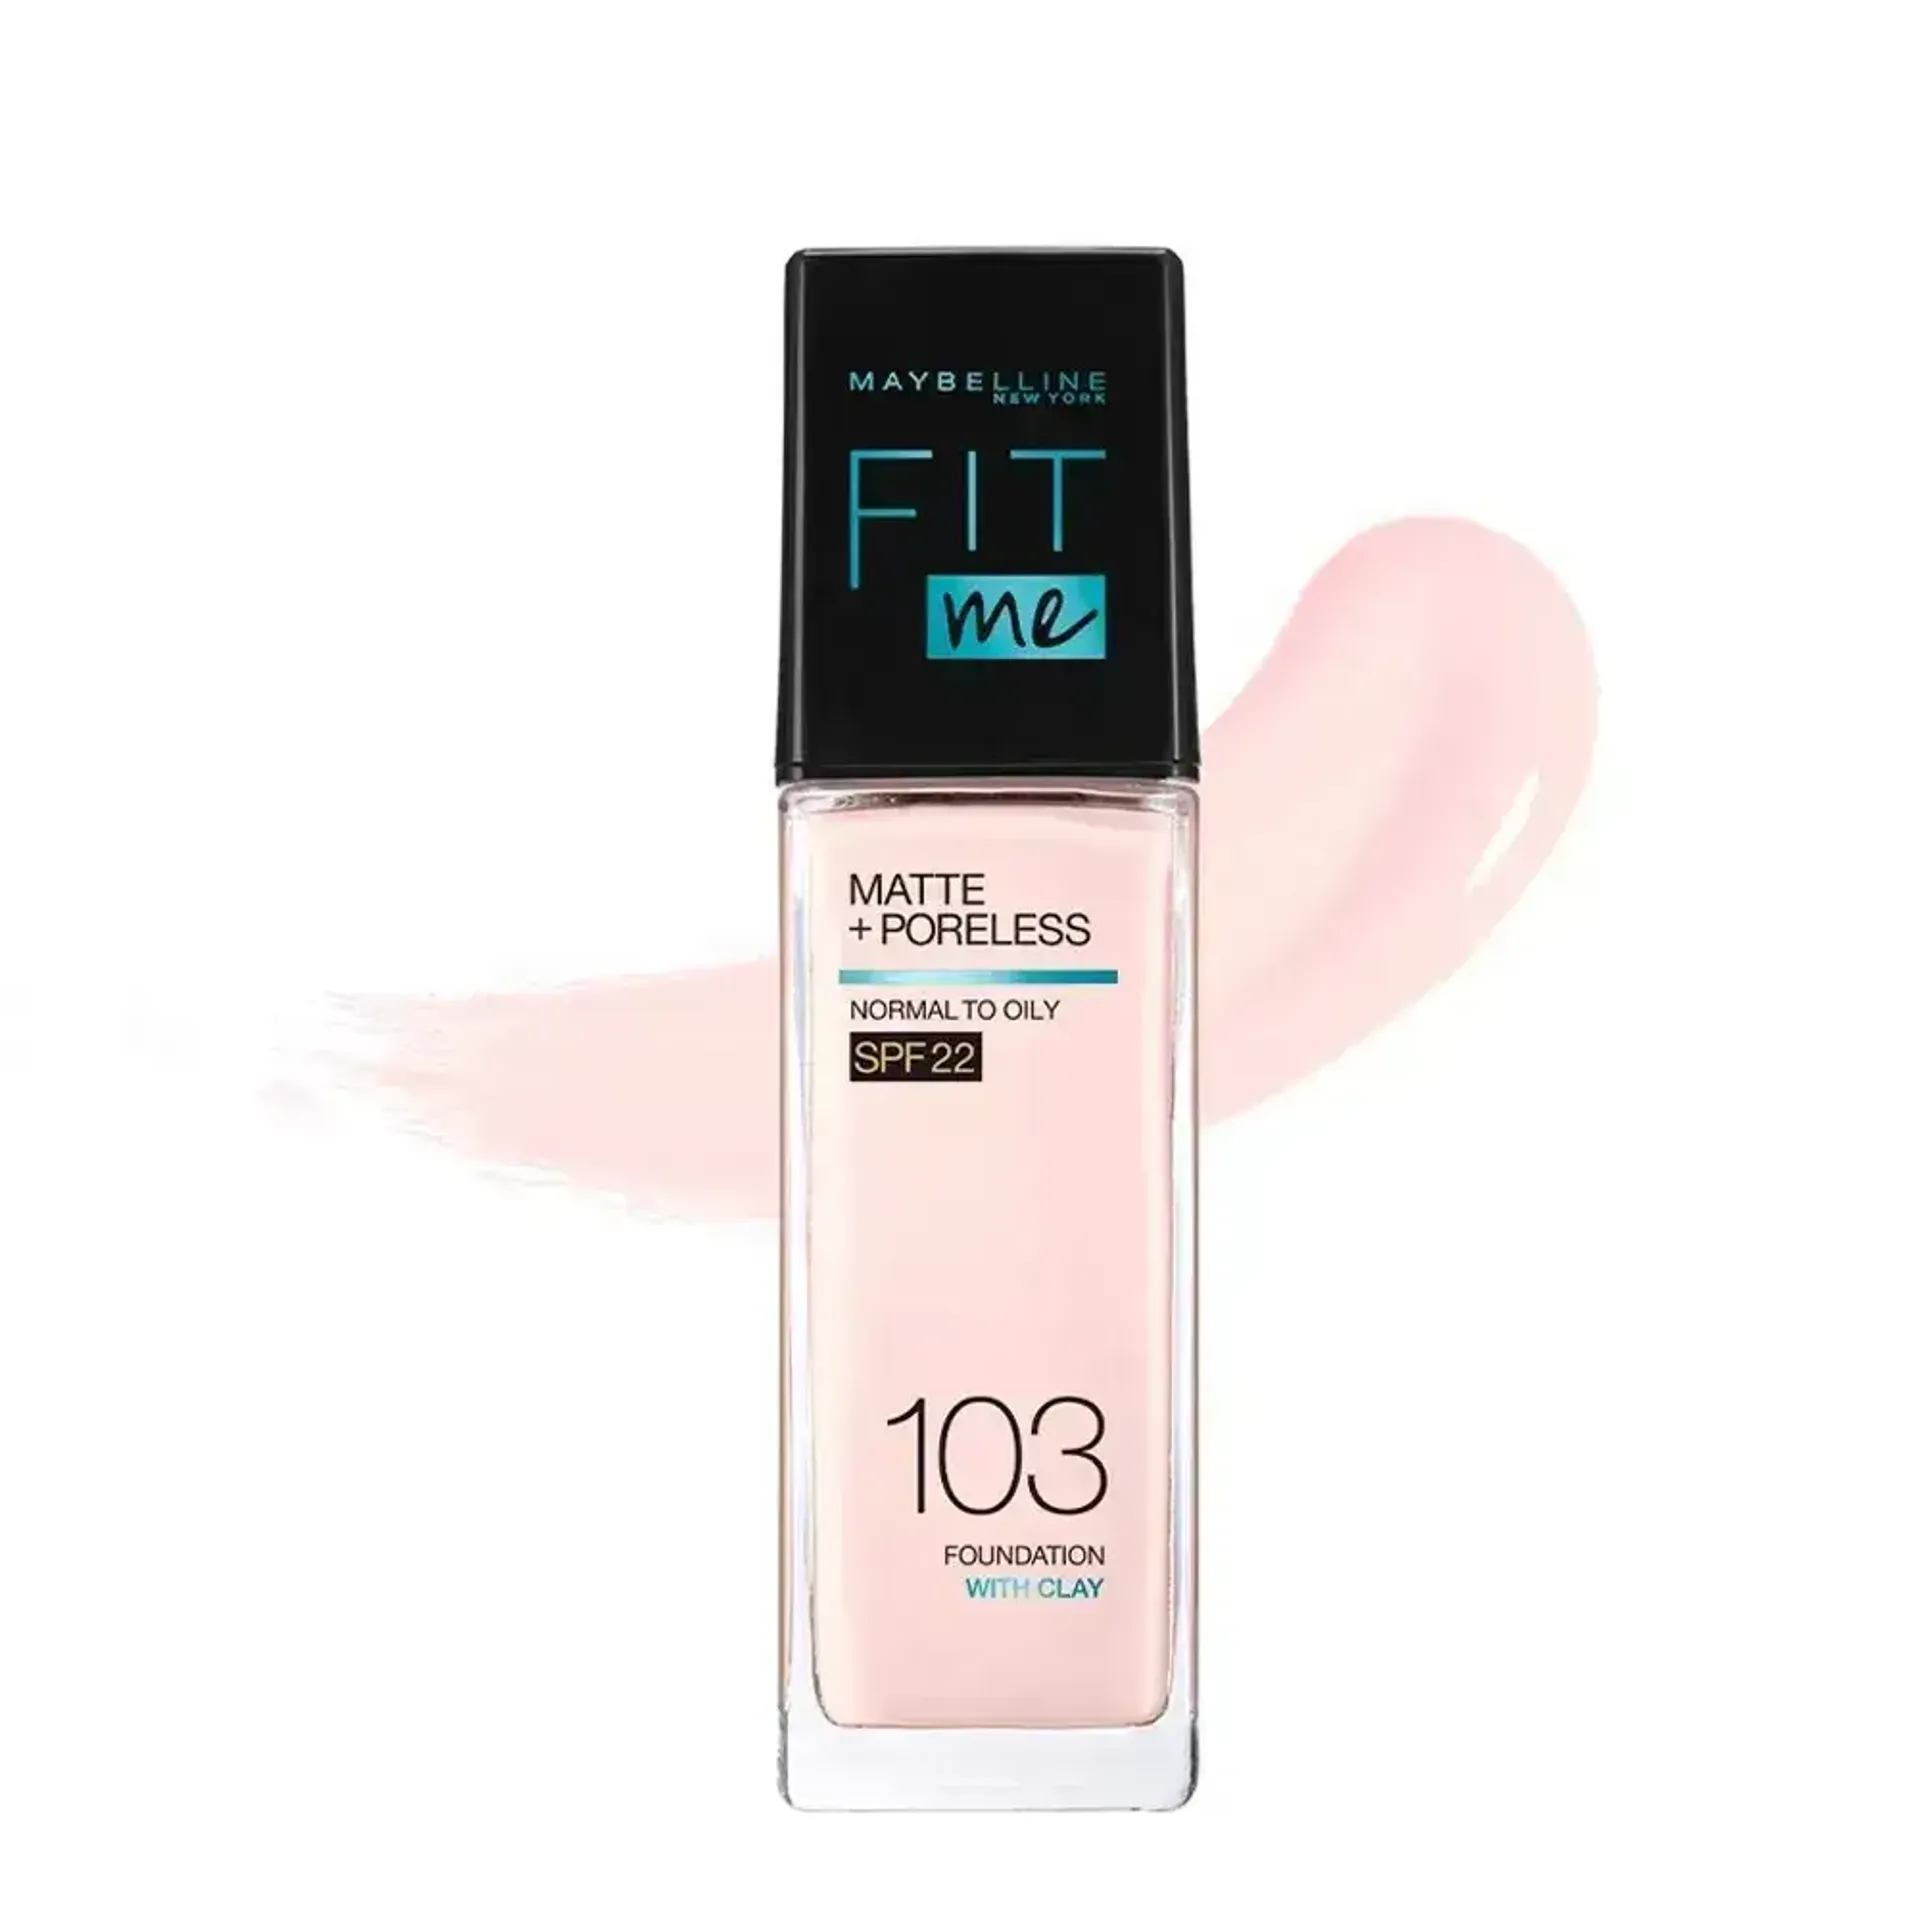 MAYBELLINE
NEW YORK
FIT
me
MATTE
+ PORELESS
NORMAL TO OILY
SPF 22
103
FOUNDATION
WITH CLAY